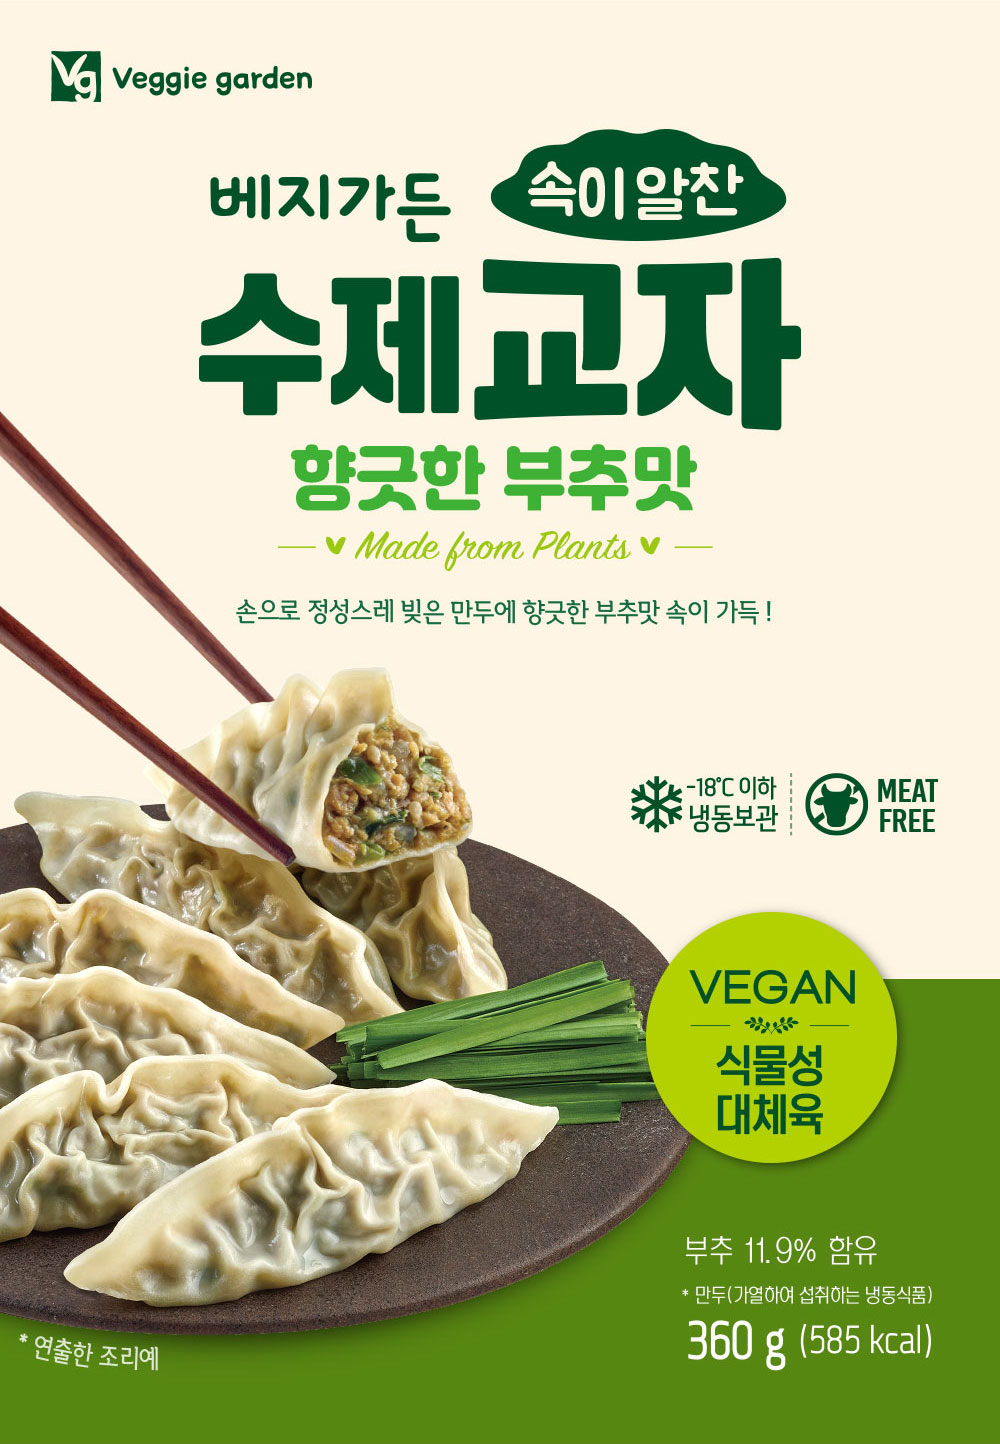 Vg Veggie garden
베지가든 속이알찬
수제교자
향긋한 부추맛
Made from Plants
손으로 정성스레 빚은 만두에 향긋한 부추맛 속이 가득 !
-18℃ 이하
냉동보관
MEAT
FREE
VEGAN
식물성
대체육
부추 11.9% 함유
* 만두(가열하여 섭취하는 냉동식품)
360 g (585 kcal)
* 연출한 조리예